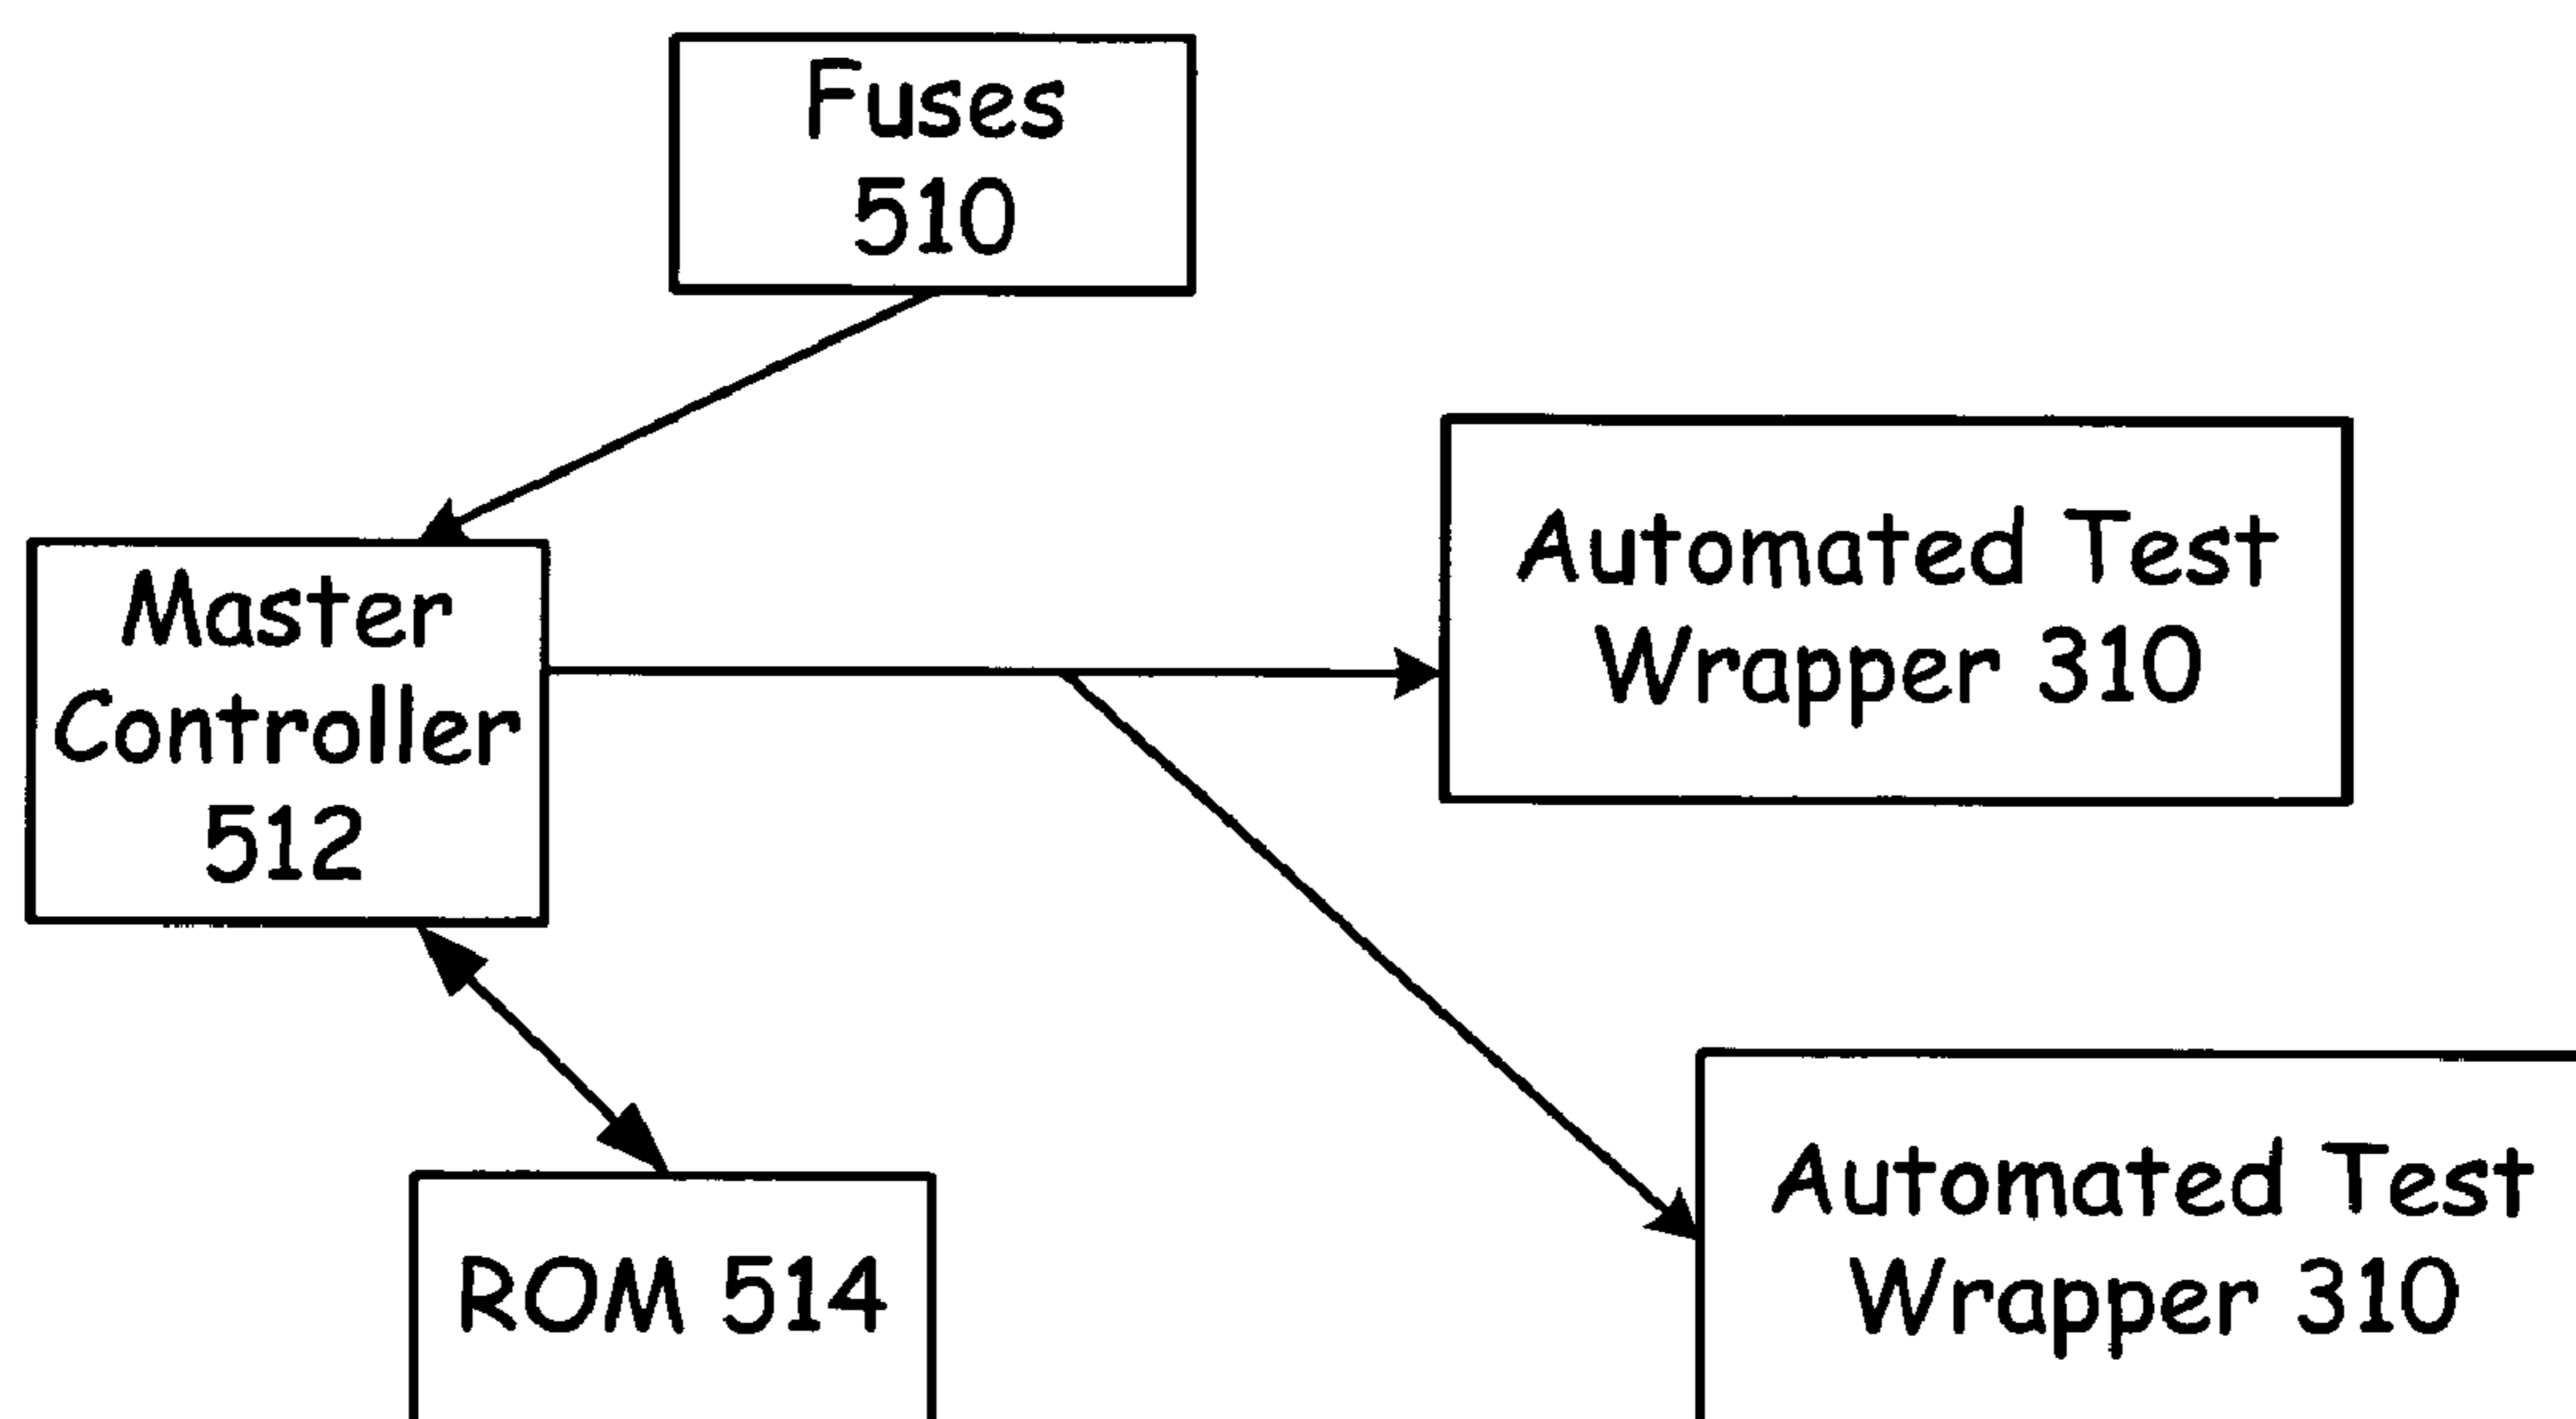 Fuses
510
Automated Test
Wrapper 310
Master
Controller
512
Automated Test
Wrapper 310
ROM 514